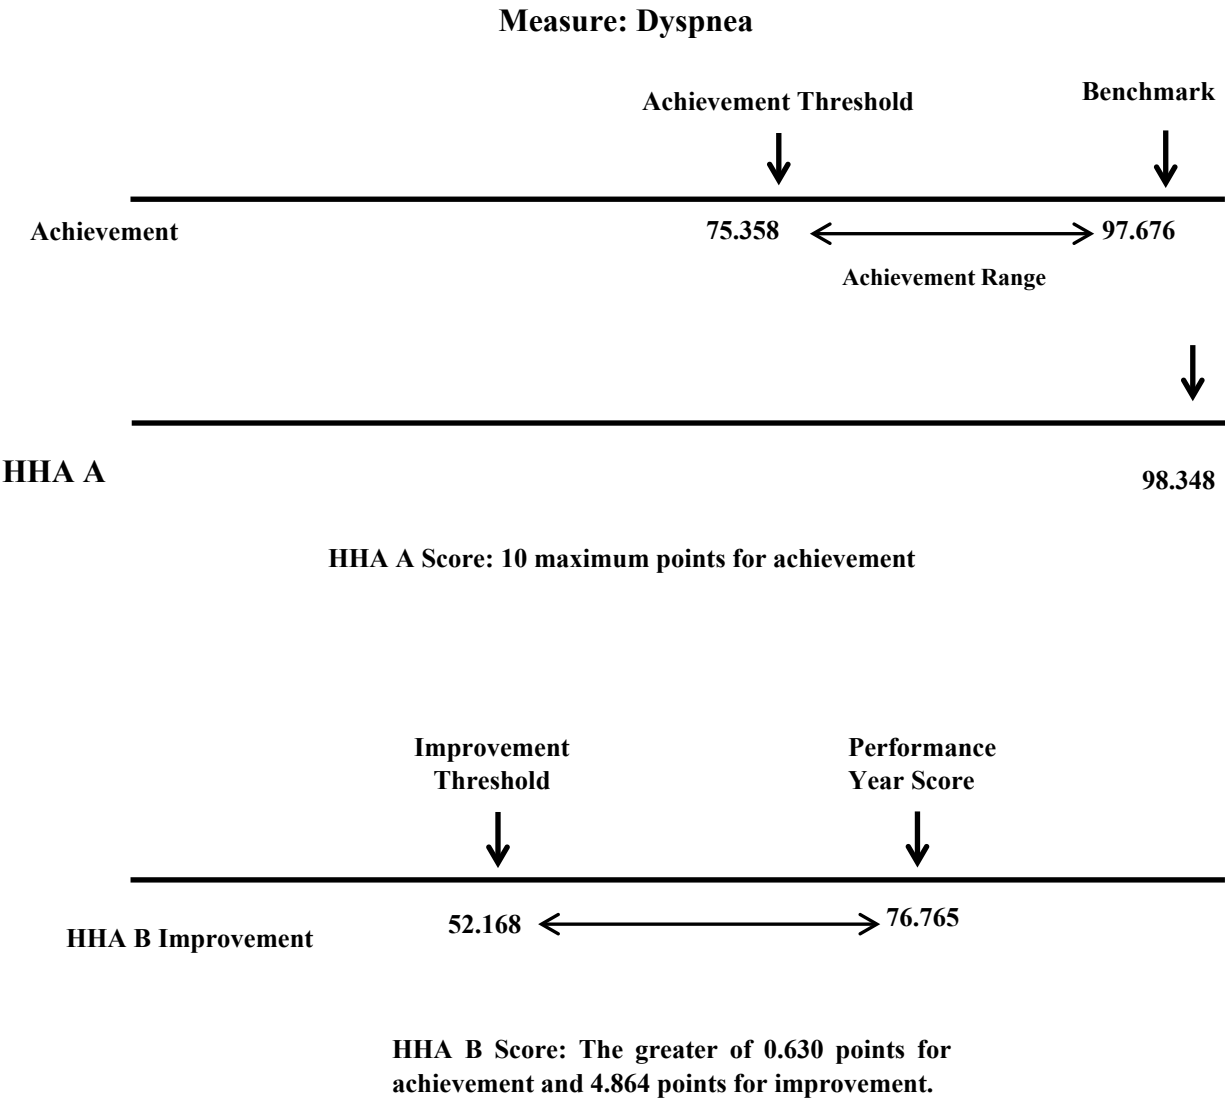 Measure: Dyspnea
Achievement Threshold
Benchmark
Achievement
75.358
97.676
Achievement Range
HHA A
98.348
HHA A Score: 10 maximum points for achievement
Improvement
Threshold
Performance
Year Score
HHA B Improvement
52.168
76.765
HHA B Score: The greater of 0.630 points for
achievement and 4.864 points for improvement.